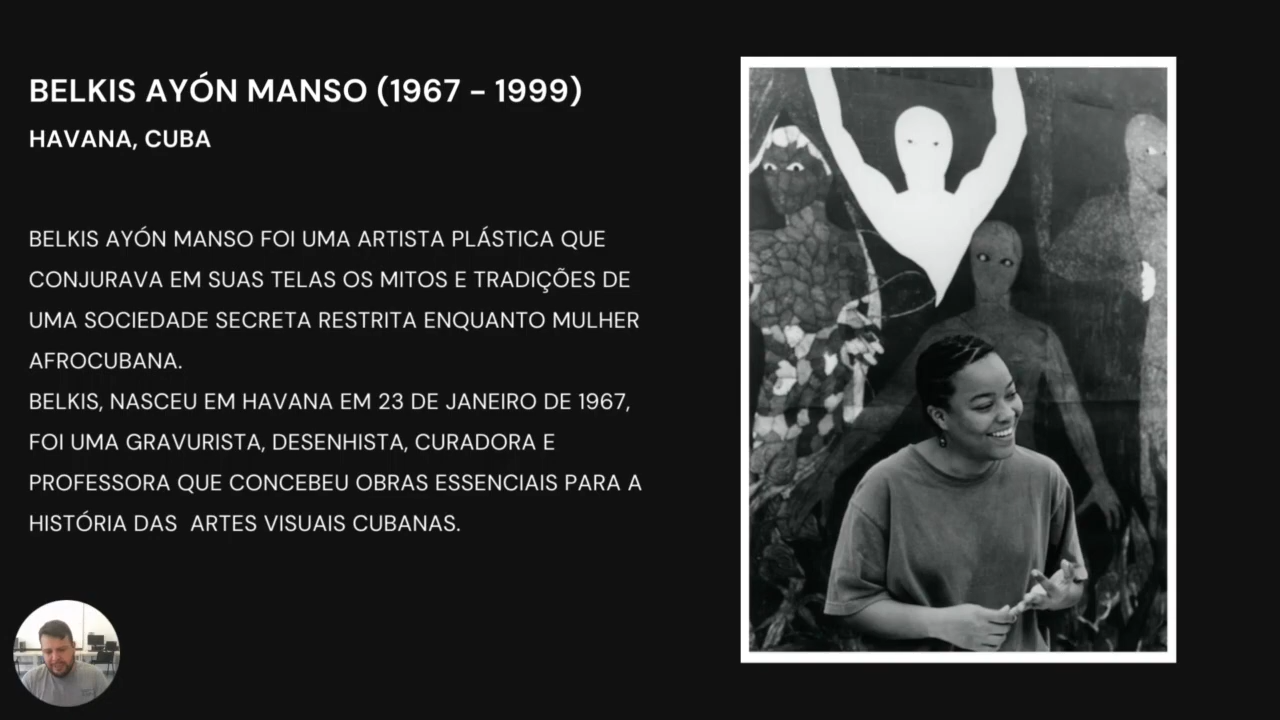 BELKIS AYÓN MANSO (1967 – 1999)
HAVANA, CUBA
BELKIS AYÓN MANSO FOI UMA ARTISTA PLÁSTICA QUE
CONJURAVA EM SUAS TELAS OS MITOS E TRADIÇÕES DE
UMA SOCIEDADE SECRETA RESTRITA ENQUANTO MULHER
AFROCUBANA.
BELKIS, NASCEU EM HAVANA EM 23 DE JANEIRO DE 1967,
FOI UMA GRAVURISTA, DESENHISTA, CURADORA E
PROFESSORA QUE CONCEBEU OBRAS ESSENCIAIS PARA A
HISTÓRIA DAS  ARTES VISUAIS CUBANAS.